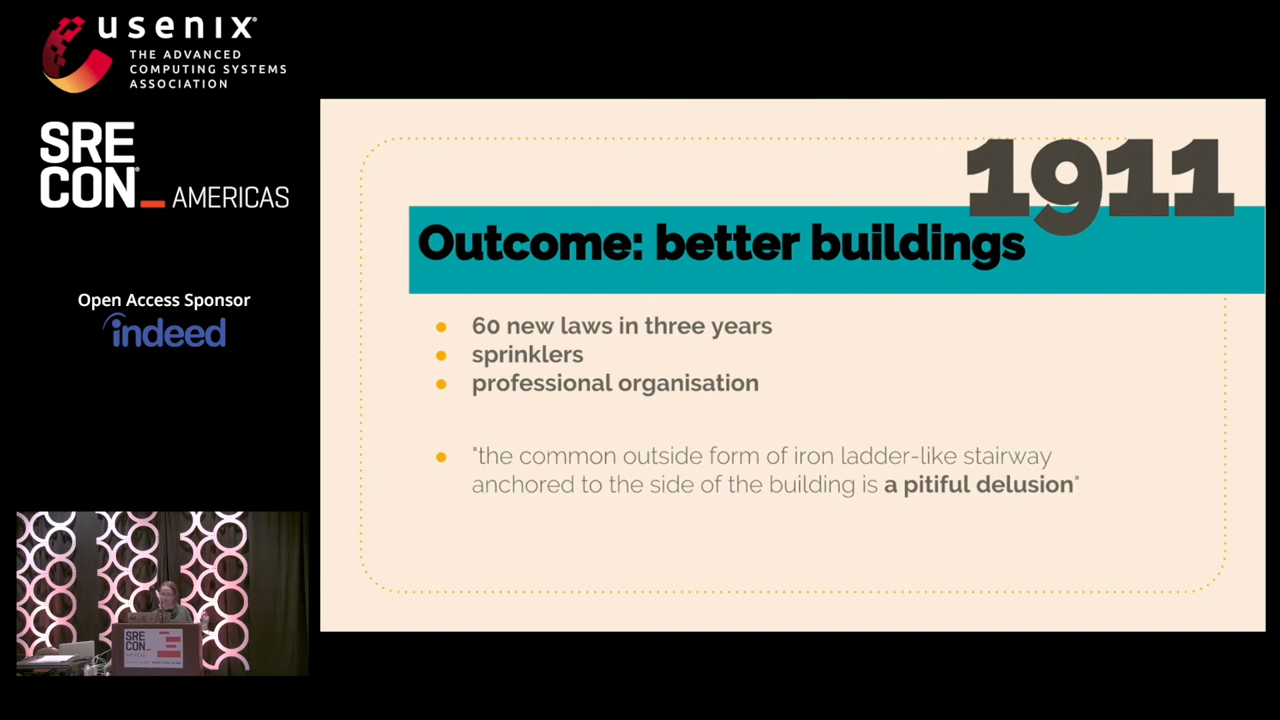 usenix®
THE ADVANCED
COMPUTING SYSTEMS
ASSOCIATION
SRE
CON®_AMERICAS
Open Access Sponsor
indeed
1911
Outcome: better buildings
● 60 new laws in three years
● sprinklers
● professional organisation
● "the common outside form of iron ladder-like stairway
anchored to the side of the building is a pitiful delusion"
SRE
CON_